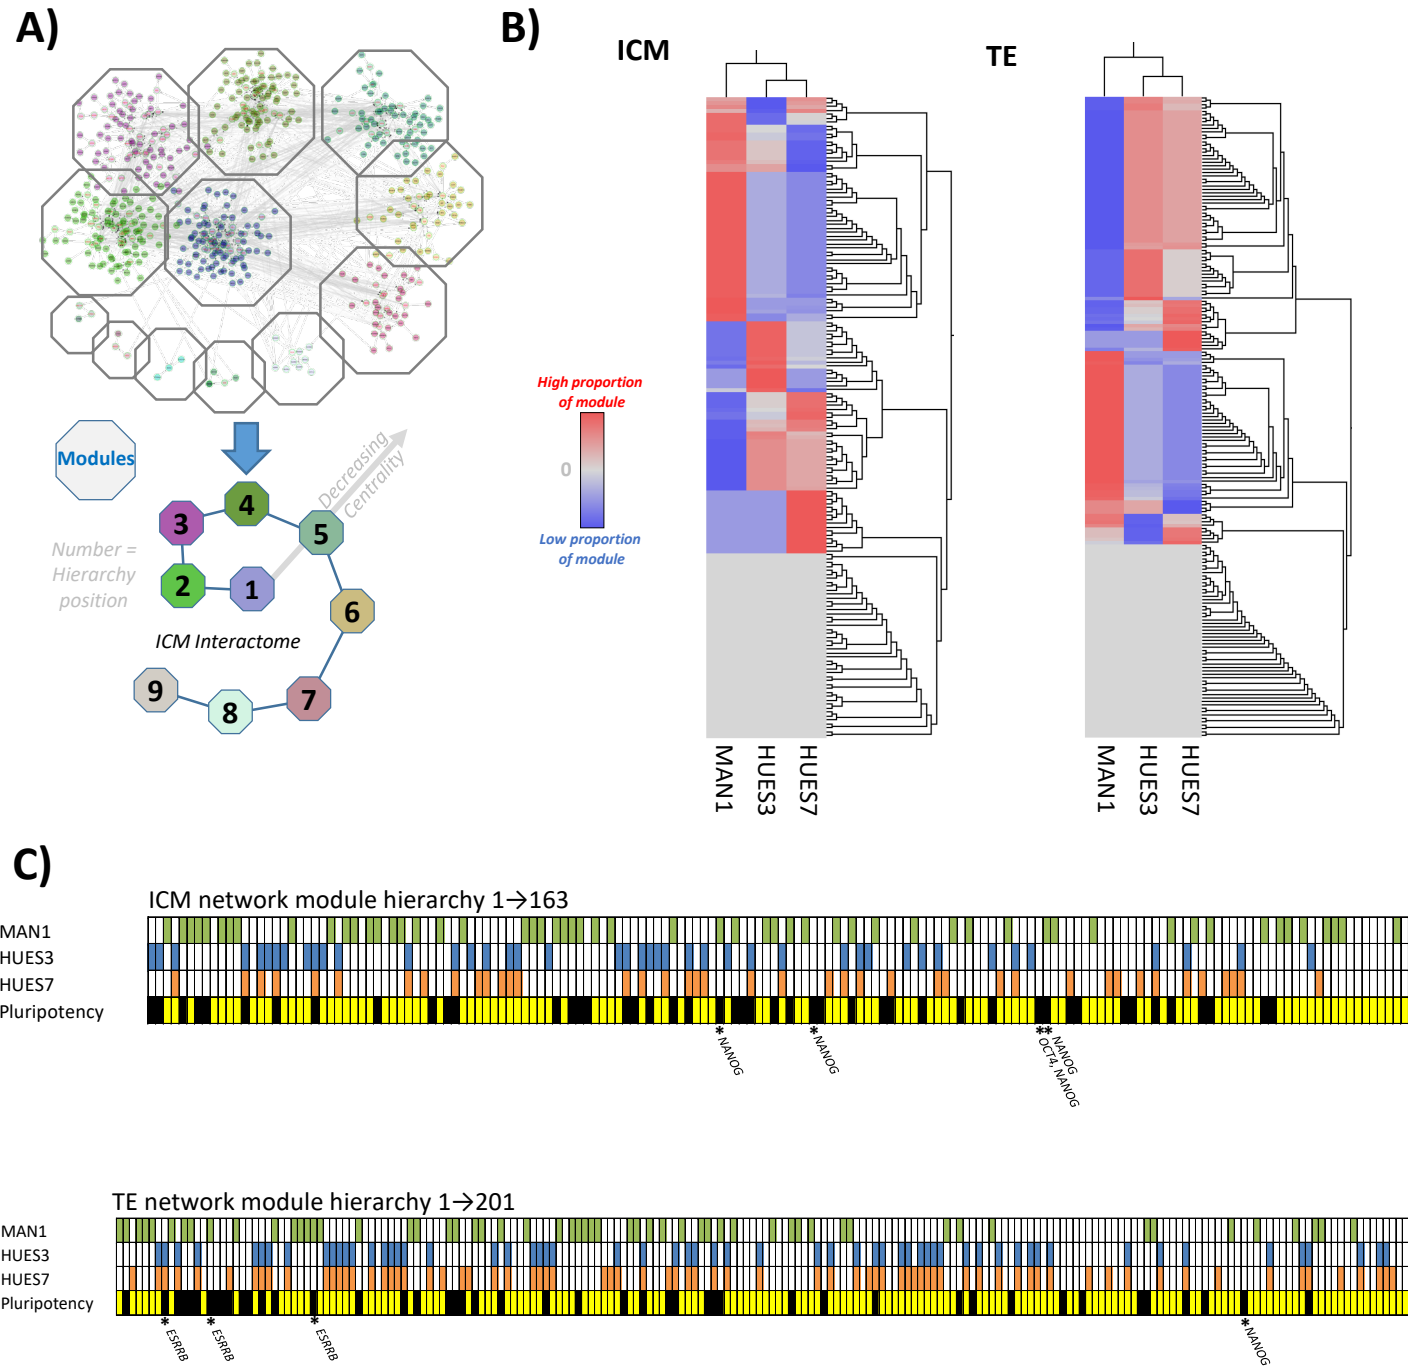 A)
Modules
Decreasing
Centrality
Number =
Hierarchy
position
4
3
5
2
1
6
ICM Interactome
9
8
7
B)
ICM
TE
High proportion
of module
0
Low proportion
of module
MAN1
HUES3
HUES7
MAN1
HUES3
HUES7
C)
ICM network module hierarchy 1→163
MAN1
HUES3
HUES7
Pluripotency
* NANOG
* NANOG
* OCT4, NANOG
* NANOG
TE network module hierarchy 1→201
MAN1
HUES3
HUES7
Pluripotency
* ESRRB
* ESRRB
* ESRRB
* NANOG